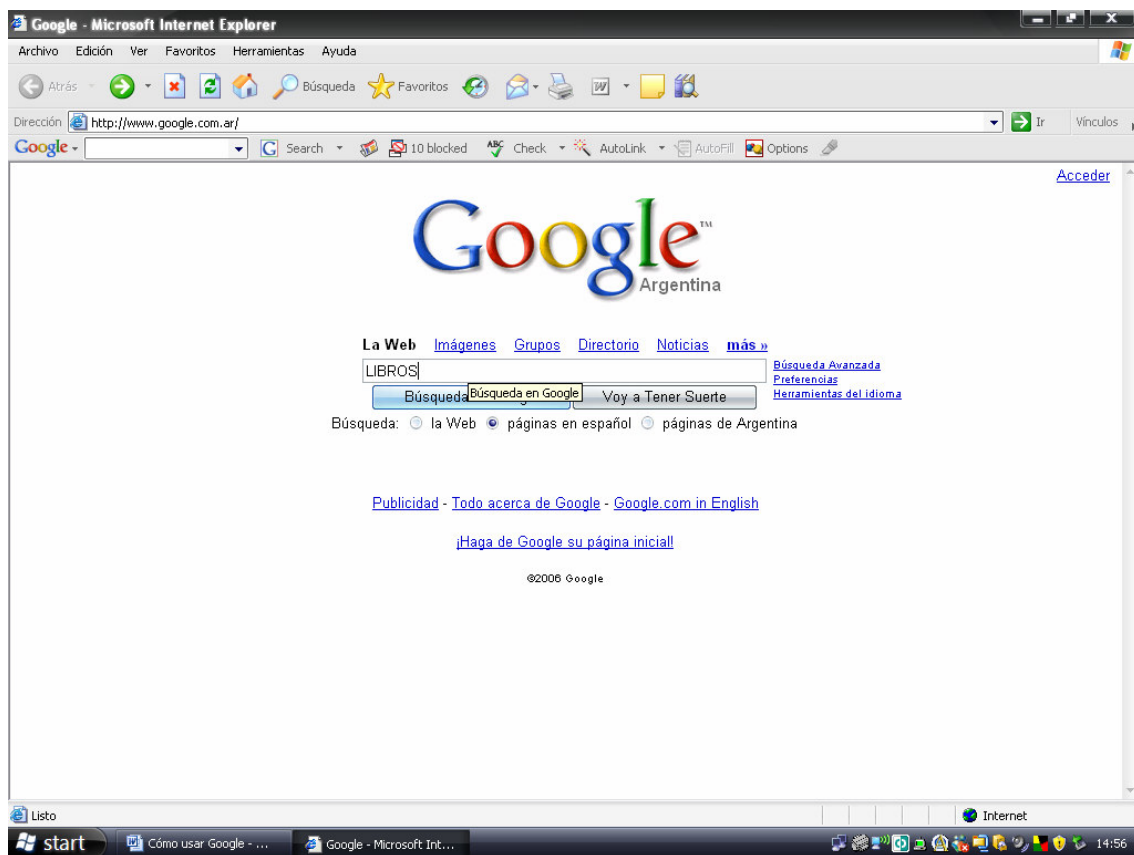 Google - Microsoft Internet Explorer
Archivo Edición Ver Favoritos Herramientas Ayuda
Atrás Búsqueda Favoritos
Dirección http://www.google.com.ar/ Ir Vínculos
Google G Search 10 blocked ABC Check AutoLink AutoFill Options
Acceder
Google™
Argentina
La Web Imágenes Grupos Directorio Noticias más »
LIBROS
Búsqueda Avanzada
Preferencias
Herramientas del idioma
Búsqueda Búsqueda en Google Voy a Tener Suerte
Búsqueda: la Web páginas en español páginas de Argentina
Publicidad - Todo acerca de Google - Google.com in English
¡Haga de Google su página inicial!
©2006 Google
Listo Internet
start Cómo usar Google - ... Google - Microsoft Int... 14:56